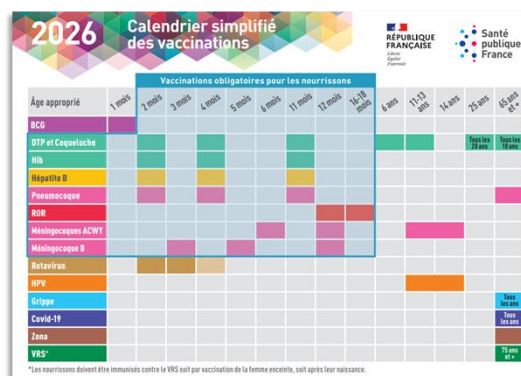 2026
Calendrier simplifié
des vaccinations
RÉPUBLIQUE
FRANÇAISE
Liberté
Égalité
Fraternité
Santé
publique
France
Vaccinations obligatoires pour les nourrissons
Âge approprié
1 mois
2 mois
3 mois
4 mois
5 mois
6 mois
11 mois
12 mois
16-18
mois
6 ans
11-13
ans
14 ans
25 ans
65 ans
et +
BCG
DTP et Coqueluche
Tous les
20 ans
Tous les
10 ans
Hib
Hépatite B
Pneumocoque
ROR
Méningocoques ACWY
Méningocoque B
Rotavirus
HPV
Grippe
Tous
les ans
Covid-19
Tous
les ans
Zona
VRS*
75 ans
et +
*Les nourrissons doivent être immunisés contre le VRS soit par vaccination de la femme enceinte, soit après leur naissance.